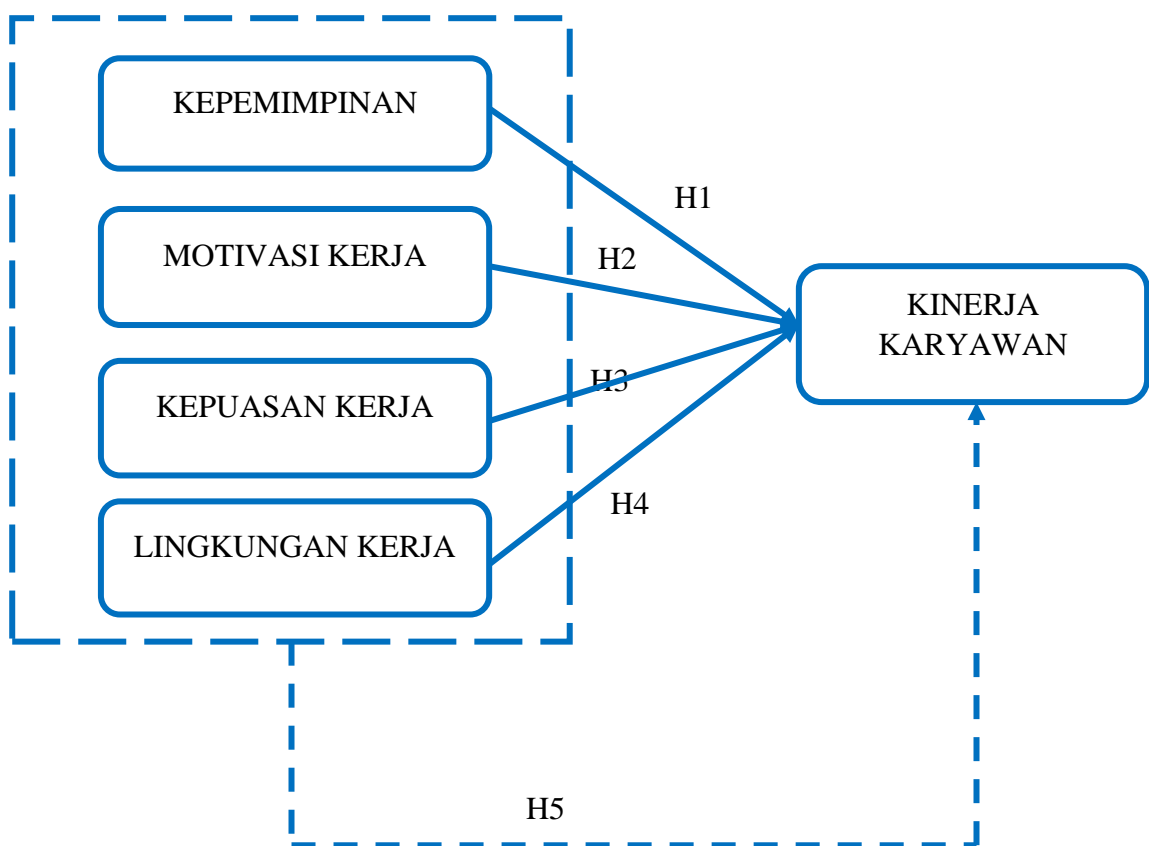 KEPEMIMPINAN
H1
MOTIVASI KERJA
H2
KINERJA
KARYAWAN
KEPUASAN KERJA
H3
LINGKUNGAN KERJA
H4
H5